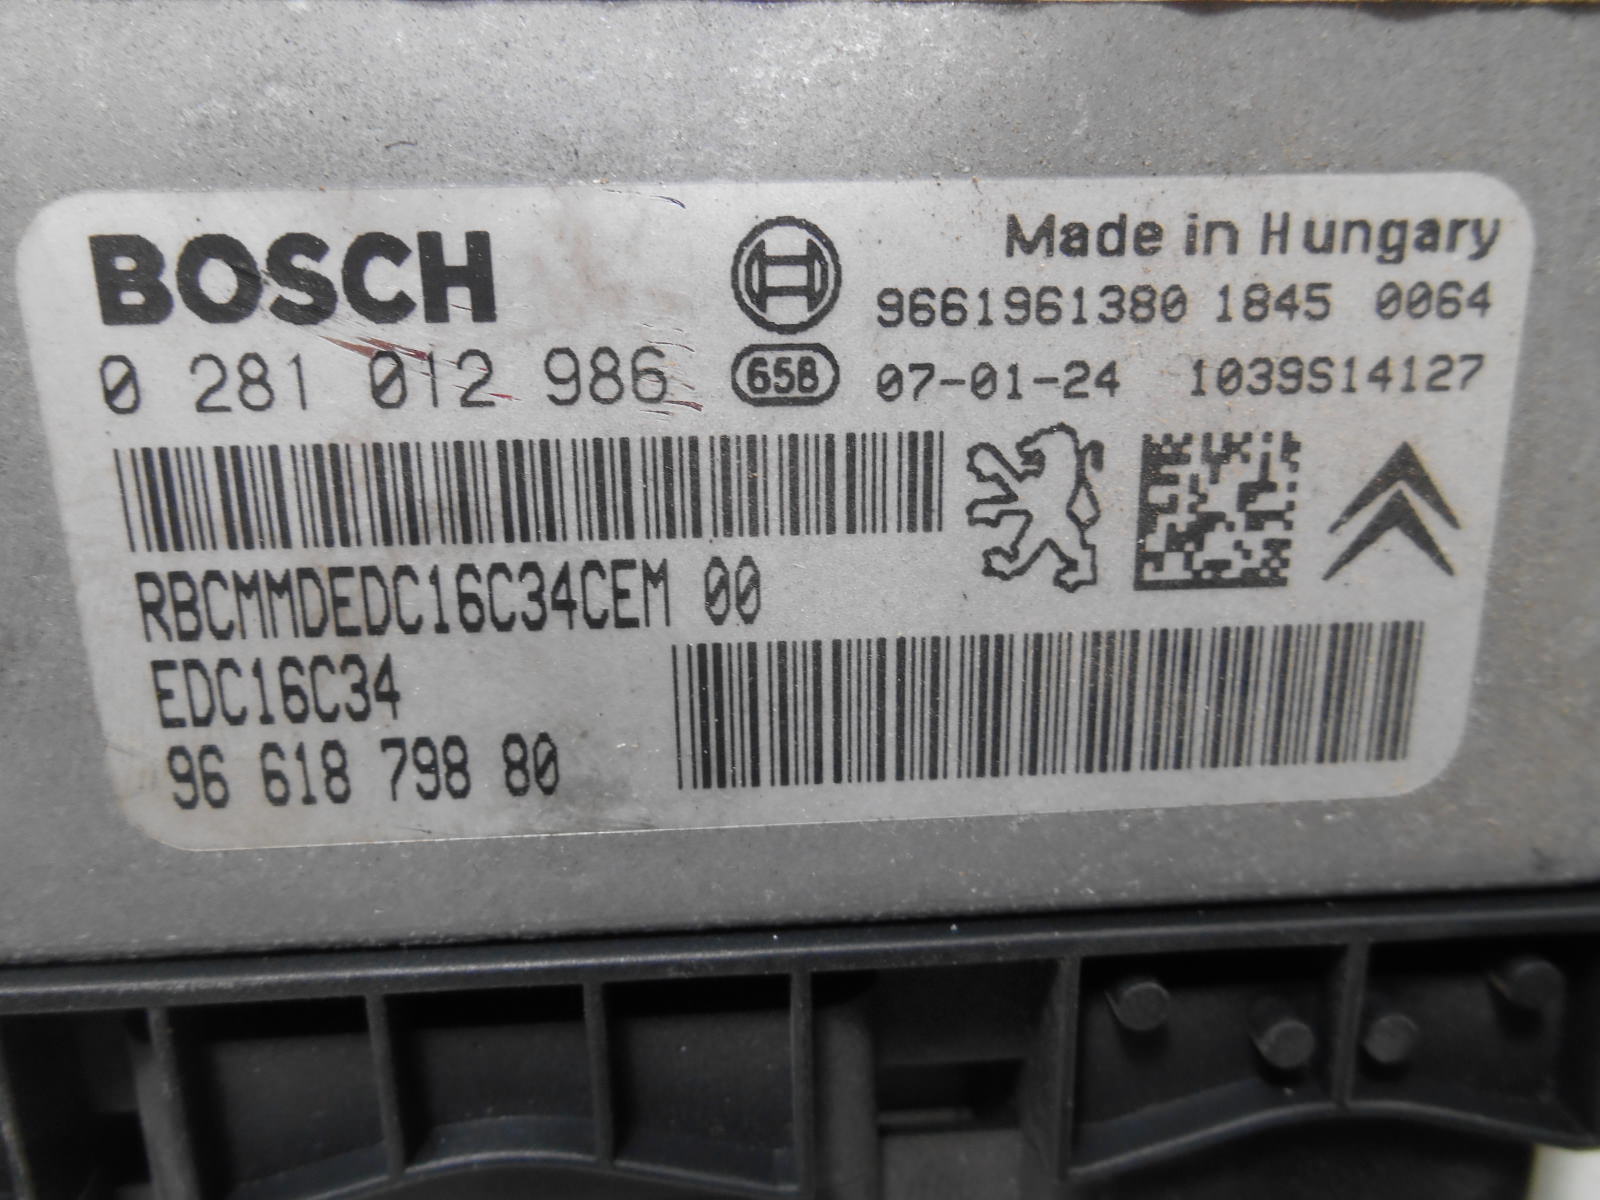 BOSCH
Made in Hungary
9661961380 1845 0064
0 281 012 986
658
07-01-24 1039S14127
RBCMMDEDC16C34CEM 00
EDC16C34
96 618 798 80